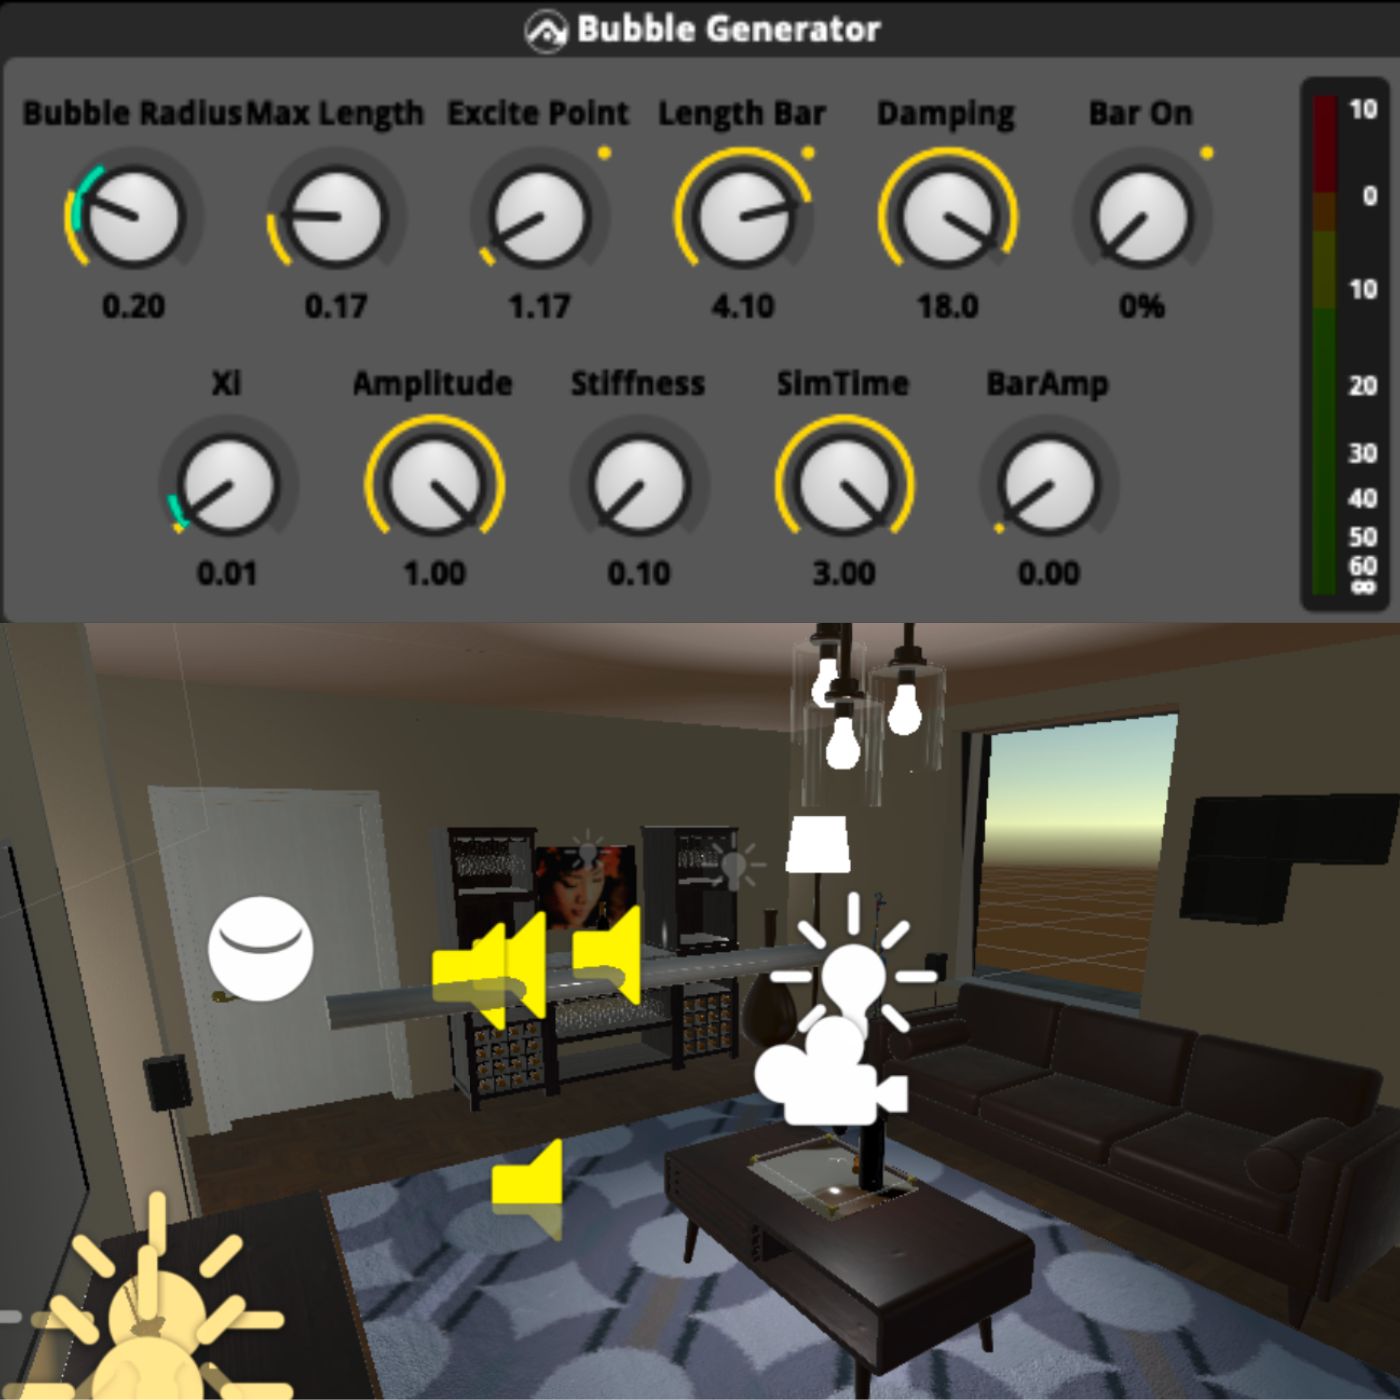 Bubble Generator
Bubble Radius Max Length Excite Point Length Bar Damping Bar On
0.20 0.17 1.17 4.10 18.0 0%
Xi Amplitude Stiffness SimTime BarAmp
0.01 1.00 0.10 3.00 0.00
10
0
10
20
30
40
50
60
∞